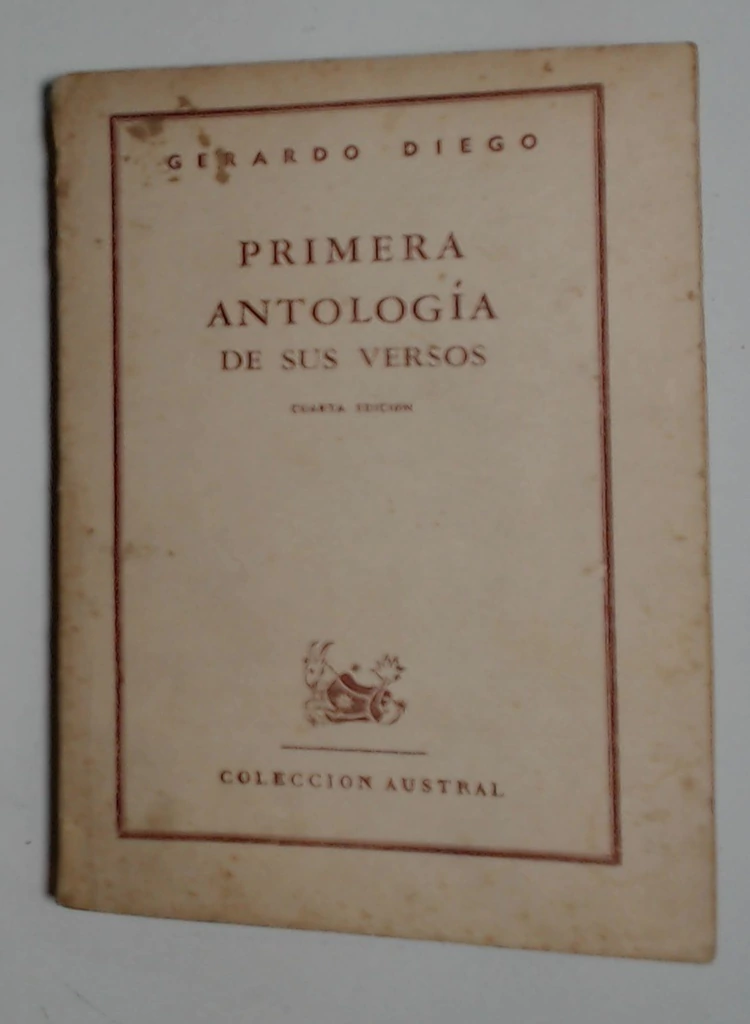 GERARDO DIEGO
PRIMERA
ANTOLOGÍA
DE SUS VERSOS
CUARTA EDICION
COLECCION AUSTRAL